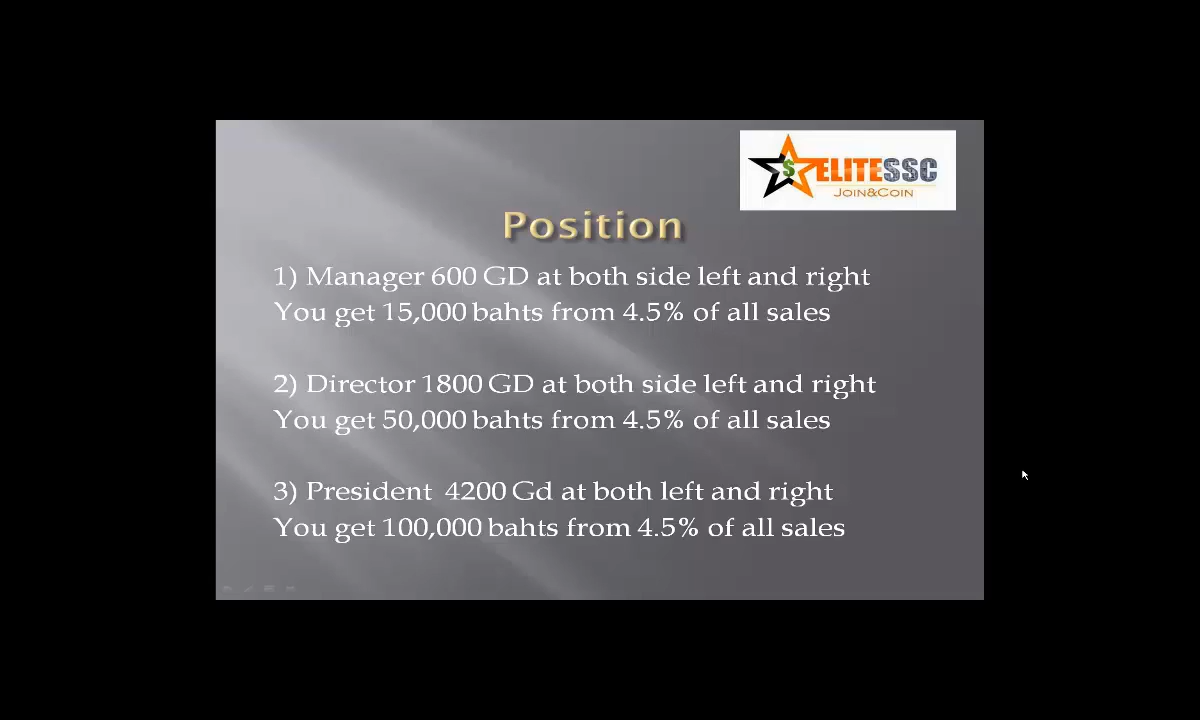 ELITESSC
JOIN&COIN
Position
1) Manager 600 GD at both side left and right
You get 15,000 bahts from 4.5% of all sales
2) Director 1800 GD at both side left and right
You get 50,000 bahts from 4.5% of all sales
3) President 4200 Gd at both left and right
You get 100,000 bahts from 4.5% of all sales